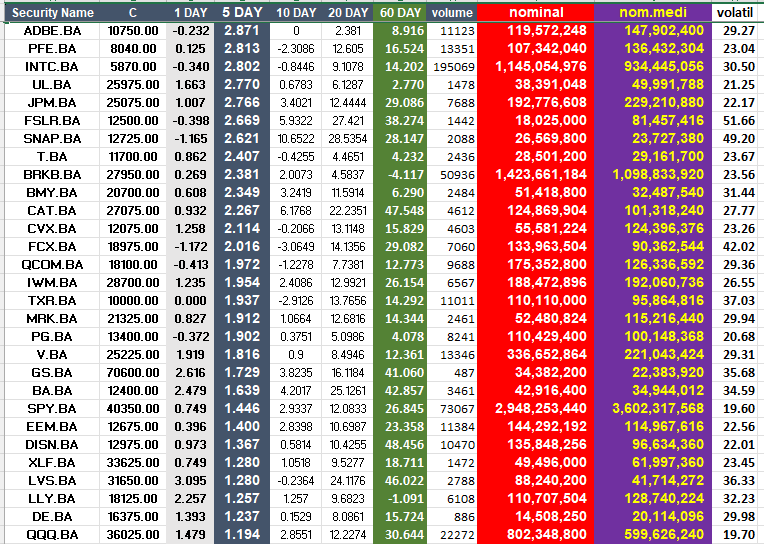 Security Name C 1 DAY 5 DAY 10 DAY 20 DAY 60 DAY volume nominal nom.medi volatil
ADBE.BA 10750.00 -0.232 2.871 0 2.381 8.916 11123 119,572,248 147,902,400 29.27
PFE.BA 8040.00 0.125 2.813 -2.3086 12.605 16.524 13351 107,342,040 136,432,304 23.04
INTC.BA 5870.00 -0.340 2.802 -0.8446 9.1078 14.202 195069 1,145,054,976 934,445,056 30.50
UL.BA 25975.00 1.663 2.770 0.6783 6.1287 2.770 1478 38,391,048 49,991,788 21.25
JPM.BA 25075.00 1.007 2.766 3.4021 12.4444 29.086 7688 192,776,608 229,210,880 22.17
FSLR.BA 12500.00 -0.398 2.669 5.9322 27.421 38.274 1442 18,025,000 81,457,416 51.66
SNAP.BA 12725.00 -1.165 2.621 10.6522 28.5354 28.147 2088 26,569,800 23,727,380 49.20
T.BA 11700.00 0.862 2.407 -0.4255 4.4651 4.232 2436 28,501,200 29,161,700 23.67
BRKB.BA 27950.00 0.269 2.381 2.0073 4.5837 -4.117 50936 1,423,661,184 1,098,833,920 23.56
BMY.BA 20700.00 0.608 2.349 3.2419 11.5914 6.290 2484 51,418,800 32,487,540 31.44
CAT.BA 27075.00 0.932 2.267 6.1768 22.2351 47.548 4612 124,869,904 101,318,240 27.77
CVX.BA 12075.00 1.258 2.114 -0.2066 13.1148 15.829 4603 55,581,224 124,396,376 23.26
FCX.BA 18975.00 -1.172 2.016 -3.0649 14.1356 29.082 7060 133,963,504 90,362,544 42.02
QCOM.BA 18100.00 -0.413 1.972 -1.2278 7.7381 12.773 9688 175,352,800 126,336,592 29.36
IWM.BA 28700.00 1.235 1.954 2.4086 12.9921 26.154 6567 188,472,896 192,060,736 26.55
TXR.BA 10000.00 0.000 1.937 -2.9126 13.7656 14.292 11011 110,110,000 95,864,816 37.03
MRK.BA 21325.00 0.827 1.912 1.0664 12.6816 14.344 2461 52,480,824 115,216,440 29.94
PG.BA 13400.00 -0.372 1.902 0.3751 5.0986 4.078 8241 110,429,400 100,148,368 20.68
V.BA 25225.00 1.919 1.816 0.9 8.4946 12.361 13346 336,652,864 221,043,424 29.31
GS.BA 70600.00 2.616 1.729 3.8235 16.1184 41.060 487 34,382,200 22,383,920 35.68
BA.BA 12400.00 2.479 1.639 4.2017 25.1261 42.857 3461 42,916,400 34,944,012 34.59
SPY.BA 40350.00 0.749 1.446 2.9337 12.0833 26.845 73067 2,948,253,440 3,602,317,568 19.60
EEM.BA 12675.00 0.396 1.400 2.8398 10.6987 23.358 11384 144,292,192 114,967,616 22.56
DISN.BA 12975.00 0.973 1.367 0.5814 10.4255 48.456 10470 135,848,256 96,634,360 22.01
XLF.BA 33625.00 0.749 1.280 1.0518 9.5277 18.711 1472 49,496,000 61,997,360 23.45
LVS.BA 31650.00 3.095 1.280 -0.2364 24.1176 46.022 2788 88,240,200 41,714,272 36.33
LLY.BA 18125.00 2.257 1.257 1.257 9.6823 -1.091 6108 110,707,504 128,740,224 32.23
DE.BA 16375.00 1.393 1.237 0.1529 8.0861 15.724 886 14,508,250 20,114,096 29.98
QQQ.BA 36025.00 1.479 1.194 2.8551 12.2274 30.644 22272 802,348,800 599,626,240 19.70